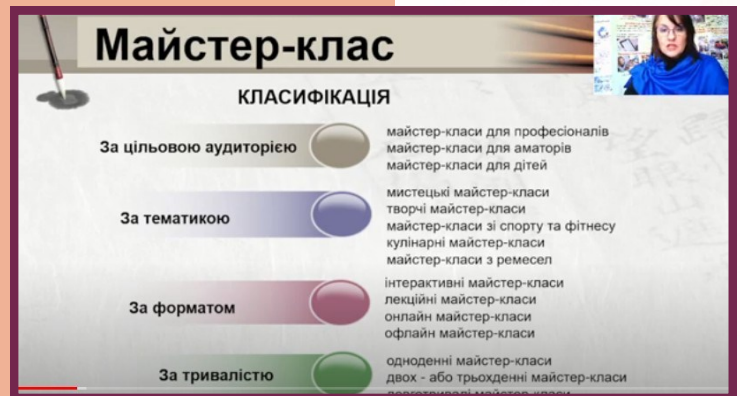 Майстер-клас
КЛАСИФІКАЦІЯ
За цільовою аудиторією
майстер-класи для професіоналів
майстер-класи для аматорів
майстер-класи для дітей
За тематикою
мистецькі майстер-класи
творчі майстер-класи
майстер-класи зі спорту та фітнесу
кулінарні майстер-класи
майстер-класи з ремесел
За форматом
інтерактивні майстер-класи
лекційні майстер-класи
онлайн майстер-класи
офлайн майстер-класи
За тривалістю
одноденні майстер-класи
двох - або трьохденні майстер-класи